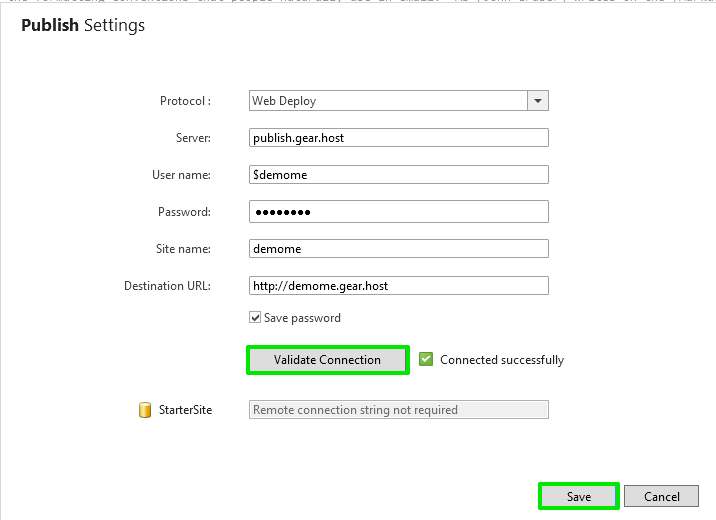 Publish Settings
Protocol : Web Deploy
Server: publish.gear.host
User name: $demome
Password: ●●●●●●●●
Site name: demome
Destination URL: http://demome.gear.host
Save password
Validate Connection Connected successfully
StarterSite Remote connection string not required
Save Cancel